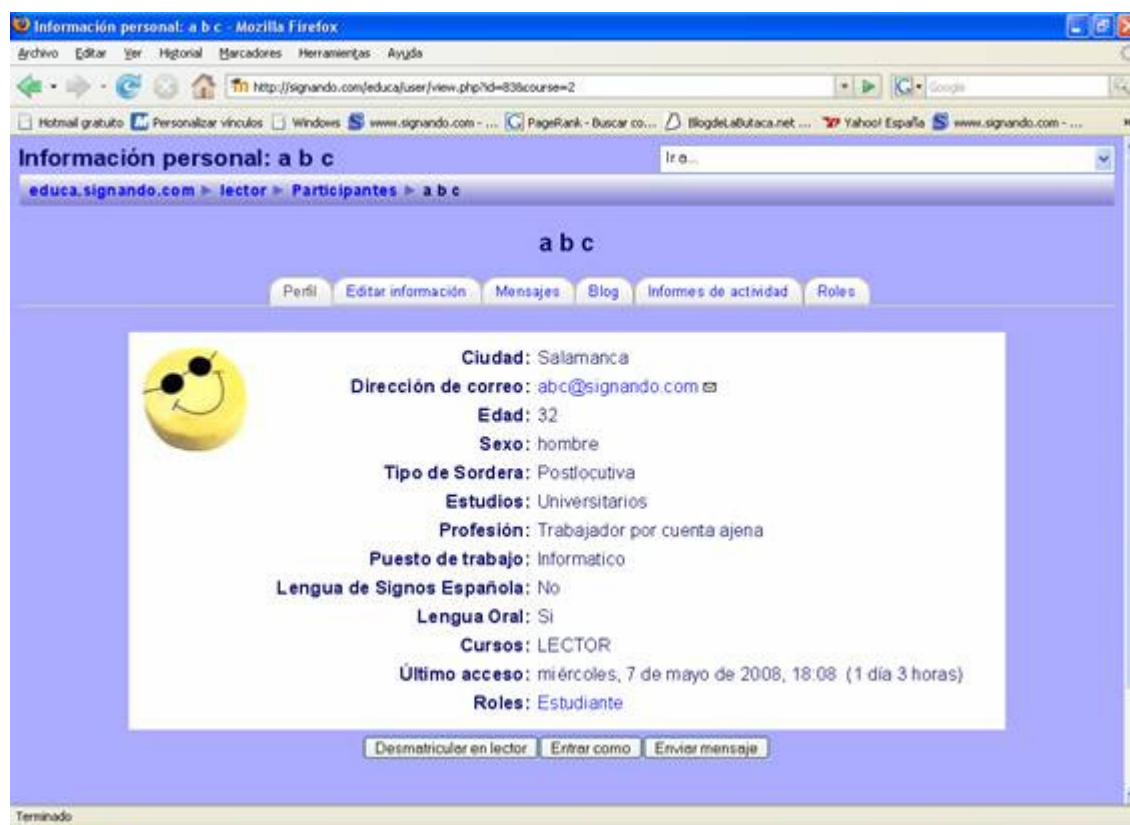 Información personal: a b c - Mozilla Firefox
Archivo Editar Ver Historial Marcadores Herramientas Ayuda
http://signando.com/educa/user/view.php?id=83&course=2 Google
Hotmail gratuito Personalizar vínculos Windows www.signando.com - ... PageRank - Buscar co... BlogdeLaButaca.net ... Yahoo! España www.signando.com - ...
Información personal: a b c Ir a...
educa.signando.com ► lector ► Participantes ► a b c
a b c
Perfil Editar información Mensajes Blog Informes de actividad Roles
Ciudad: Salamanca
Dirección de correo: abc@signando.com
Edad: 32
Sexo: hombre
Tipo de Sordera: Postlocutiva
Estudios: Universitarios
Profesión: Trabajador por cuenta ajena
Puesto de trabajo: Informatico
Lengua de Signos Española: No
Lengua Oral: Si
Cursos: LECTOR
Último acceso: miércoles, 7 de mayo de 2008, 18:08 (1 día 3 horas)
Roles: Estudiante
Desmatricular en lector Entrar como Enviar mensaje
Terminado